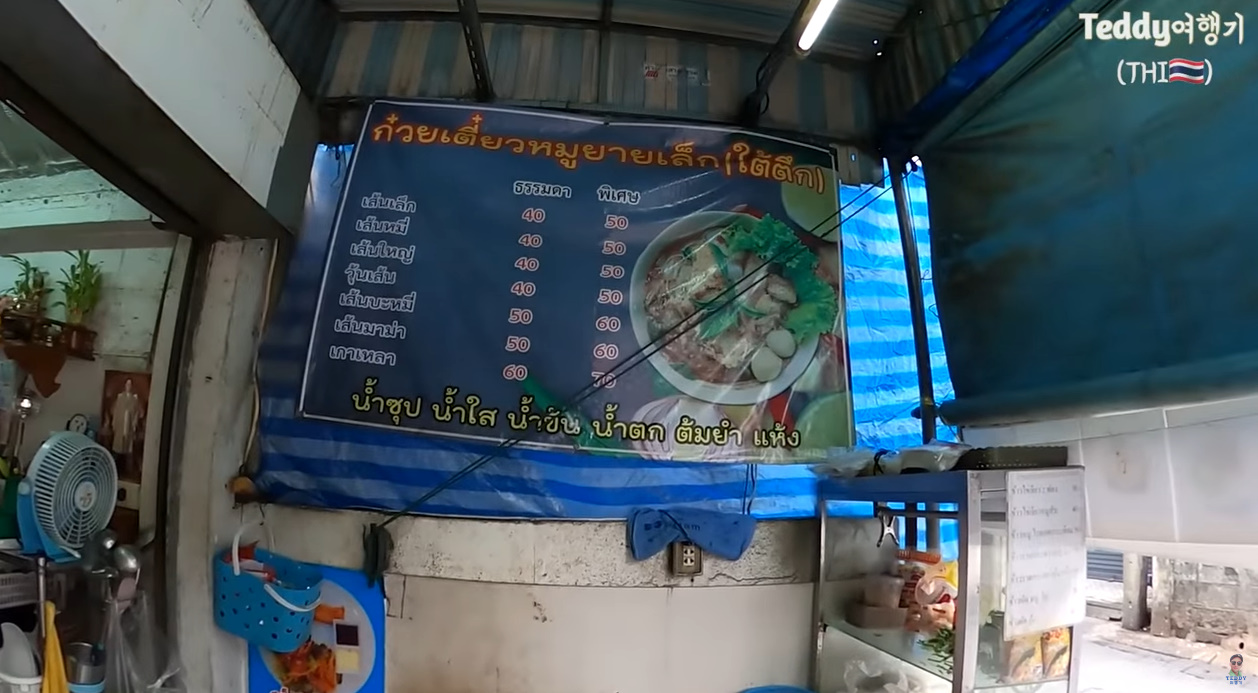 Teddy여행기
(THI🇹🇭)
ก๋วยเตี๋ยวหมูยายเล็ก(ใต้ตึก)
ธรรมดา พิเศษ
เส้นเล็ก 40 50
เส้นหมี่ 40 50
เส้นใหญ่ 40 50
วุ้นเส้น 40 50
เส้นบะหมี่ 50 60
เส้นมาม่า 50 60
เกาเหลา 60 70
น้ำซุป น้ำใส น้ำข้น น้ำตก ต้มยำ แห้ง
TEDDY